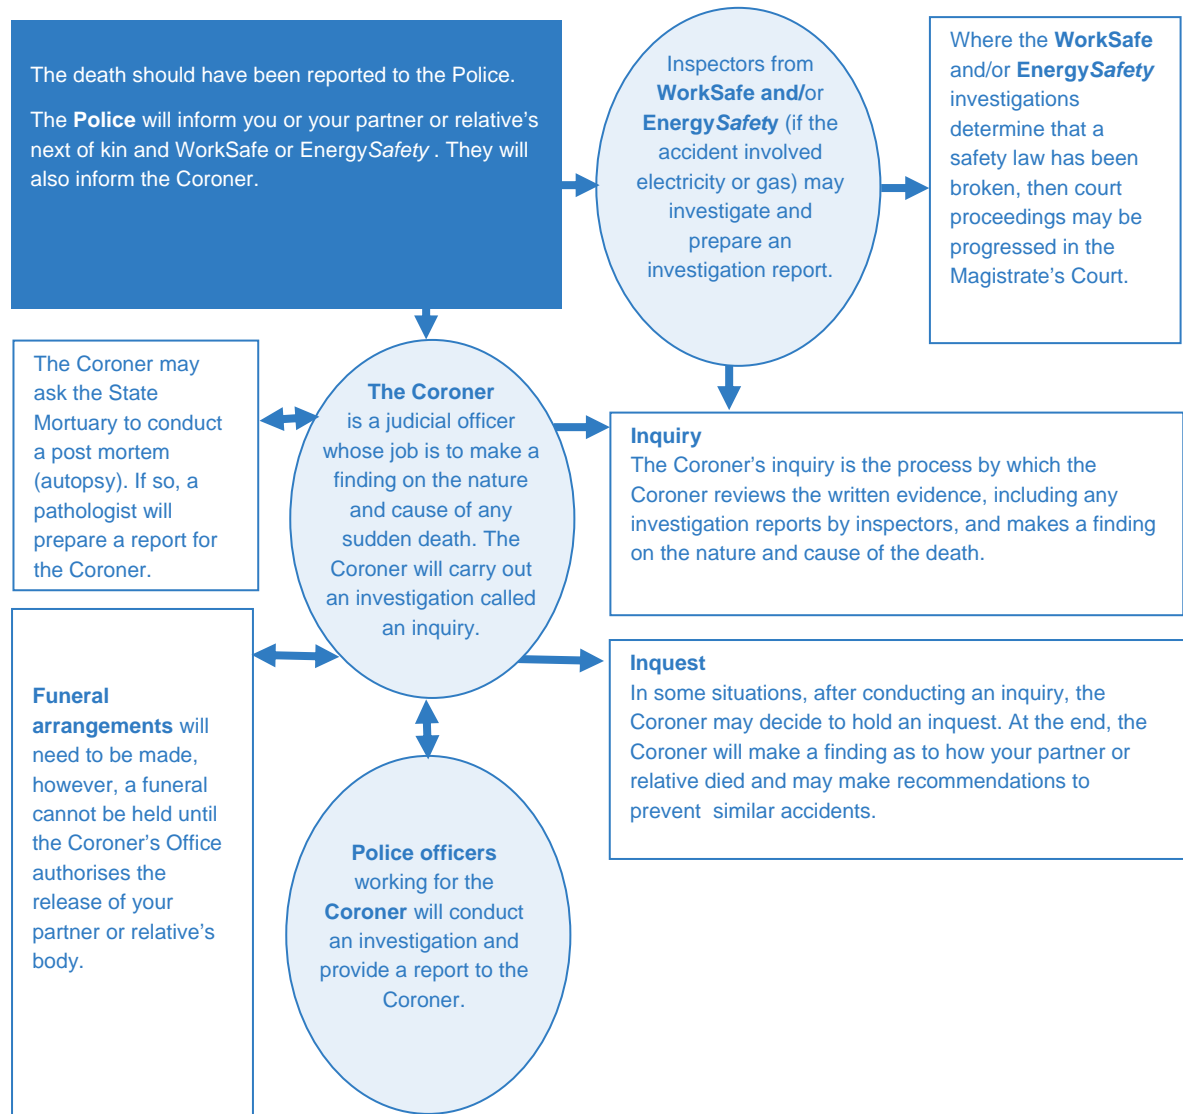 The death should have been reported to the Police.
The Police will inform you or your partner or relative's
next of kin and WorkSafe or EnergySafety . They will
also inform the Coroner.
Inspectors from
WorkSafe and/or
EnergySafety (if the
accident involved
electricity or gas) may
investigate and
prepare an
investigation report.
Where the WorkSafe
and/or EnergySafety
investigations
determine that a
safety law has been
broken, then court
proceedings may be
progressed in the
Magistrate's Court.
The Coroner may
ask the State
Mortuary to conduct
a post mortem
(autopsy). If so, a
pathologist will
prepare a report for
the Coroner.
The Coroner
is a judicial officer
whose job is to make a
finding on the nature
and cause of any
sudden death. The
Coroner will carry out
an investigation called
an inquiry.
Inquiry
The Coroner's inquiry is the process by which the
Coroner reviews the written evidence, including any
investigation reports by inspectors, and makes a finding
on the nature and cause of the death.
Funeral
arrangements will
need to be made,
however, a funeral
cannot be held until
the Coroner's Office
authorises the
release of your
partner or relative's
body.
Inquest
In some situations, after conducting an inquiry, the
Coroner may decide to hold an inquest. At the end, the
Coroner will make a finding as to how your partner or
relative died and may make recommendations to
prevent  similar accidents.
Police officers
working for the
Coroner will conduct
an investigation and
provide a report to the
Coroner.